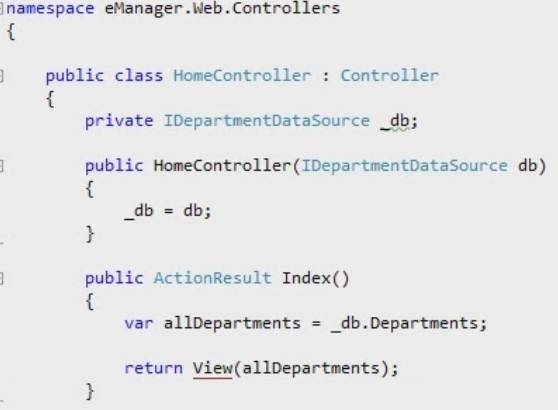 namespace eManager.Web.Controllers
{
public class HomeController : Controller
{
private IDepartmentDataSource _db;
public HomeController(IDepartmentDataSource db)
{
_db = db;
}
public ActionResult Index()
{
var allDepartments = _db.Departments;
return View(allDepartments);
}